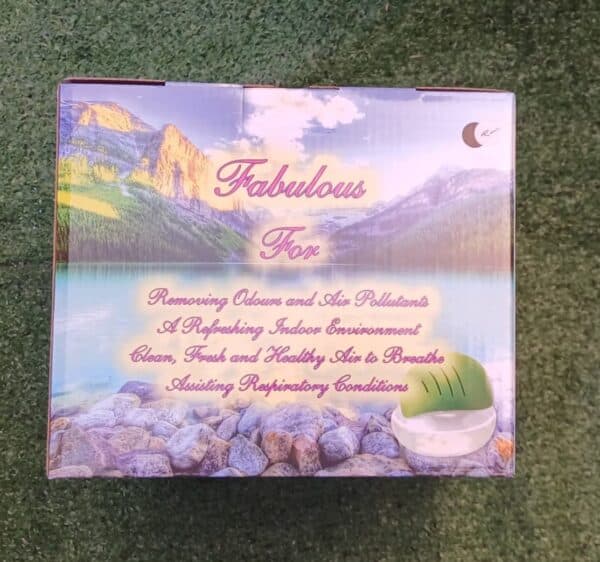 Fabulous
For
Removing Odours and Air Pollutants
A Refreshing Indoor Environment
Clean, Fresh and Healthy Air to Breathe
Assisting Respiratory Conditions